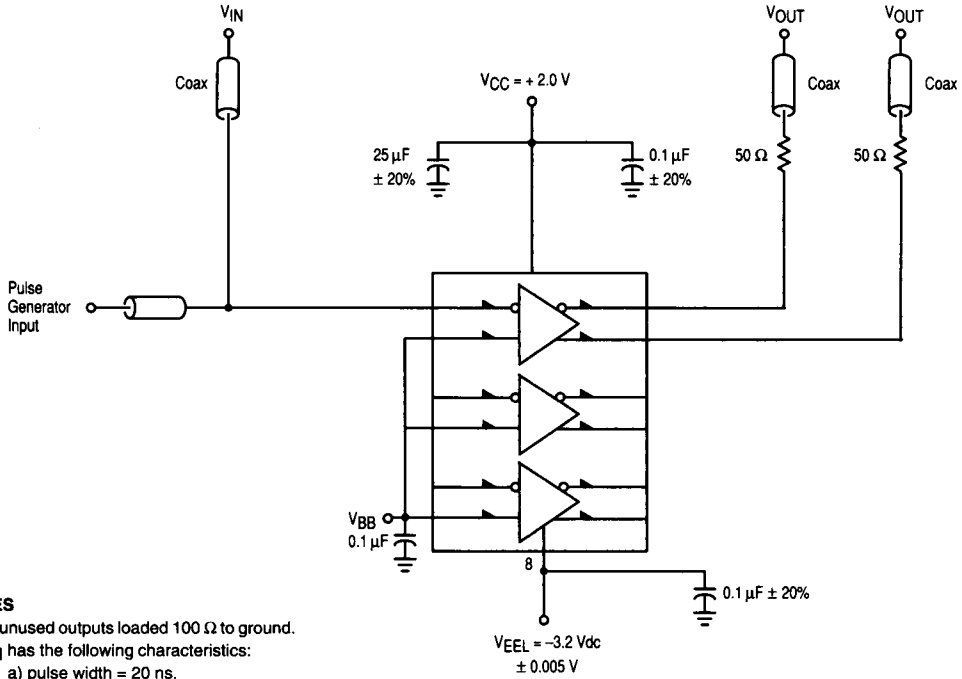 VIN
VOUT
VOUT
Coax
Coax
Coax
VCC = + 2.0 V
25 µF
± 20%
0.1 µF
± 20%
50 Ω
50 Ω
Pulse
Generator
Input
VBB
0.1 µF
8
0.1 µF ± 20%
VEEL = –3.2 Vdc
± 0.005 V
unused outputs loaded 100 Ω to ground.
has the following characteristics:
a) pulse width = 20 ns.